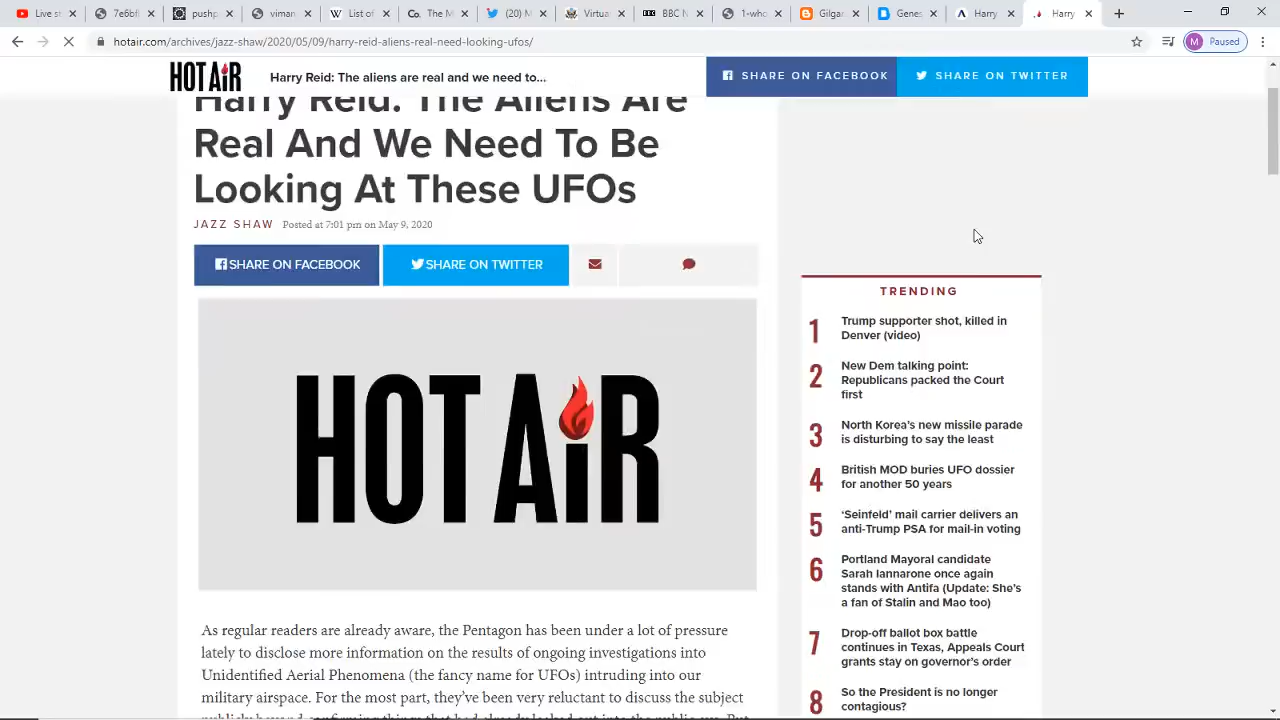 Live st
7e6bfl
pushp
vimar
List o
Co. The N
(20) N
Virtua
BBC N
1-who
Gilgar
Genes
Harry
Harry
hotair.com/archives/jazz-shaw/2020/05/09/harry-reid-aliens-real-need-looking-ufos/
M Paused
HOT AiR
Harry Reid: The aliens are real and we need to...
SHARE ON FACEBOOK
SHARE ON TWITTER
Harry Reid: The Aliens Are
Real And We Need To Be
Looking At These UFOs
JAZZ SHAW Posted at 7:01 pm on May 9, 2020
SHARE ON FACEBOOK
SHARE ON TWITTER
HOT AiR
As regular readers are already aware, the Pentagon has been under a lot of pressure
lately to disclose more information on the results of ongoing investigations into
Unidentified Aerial Phenomena (the fancy name for UFOs) intruding into our
military airspace. For the most part, they've been very reluctant to discuss the subject
TRENDING
1 Trump supporter shot, killed in
Denver (video)
2 New Dem talking point:
Republicans packed the Court
first
3 North Korea's new missile parade
is disturbing to say the least
4 British MOD buries UFO dossier
for another 50 years
5 ‘Seinfeld’ mail carrier delivers an
anti-Trump PSA for mail-in voting
6 Portland Mayoral candidate
Sarah Iannarone once again
stands with Antifa (Update: She's
a fan of Stalin and Mao too)
7 Drop-off ballot box battle
continues in Texas, Appeals Court
grants stay on governor's order
8 So the President is no longer
contagious?